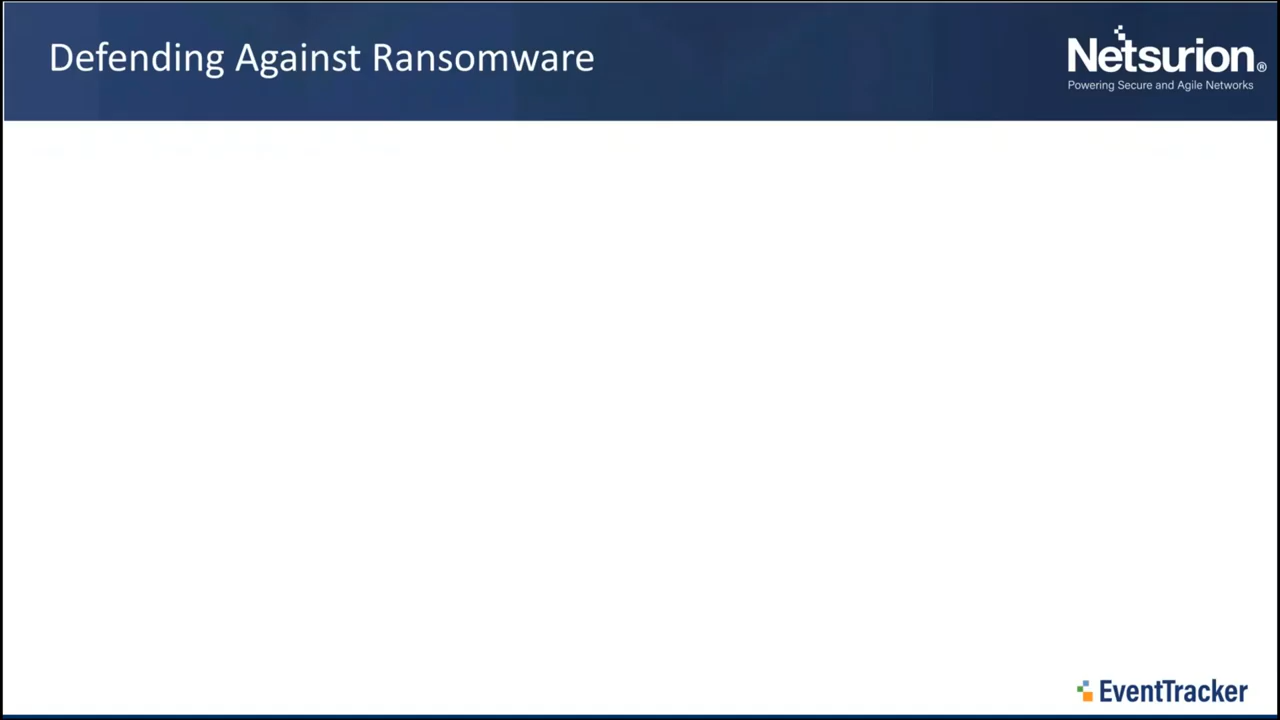 Defending Against Ransomware
Netsurion®
Powering Secure and Agile Networks
EventTracker